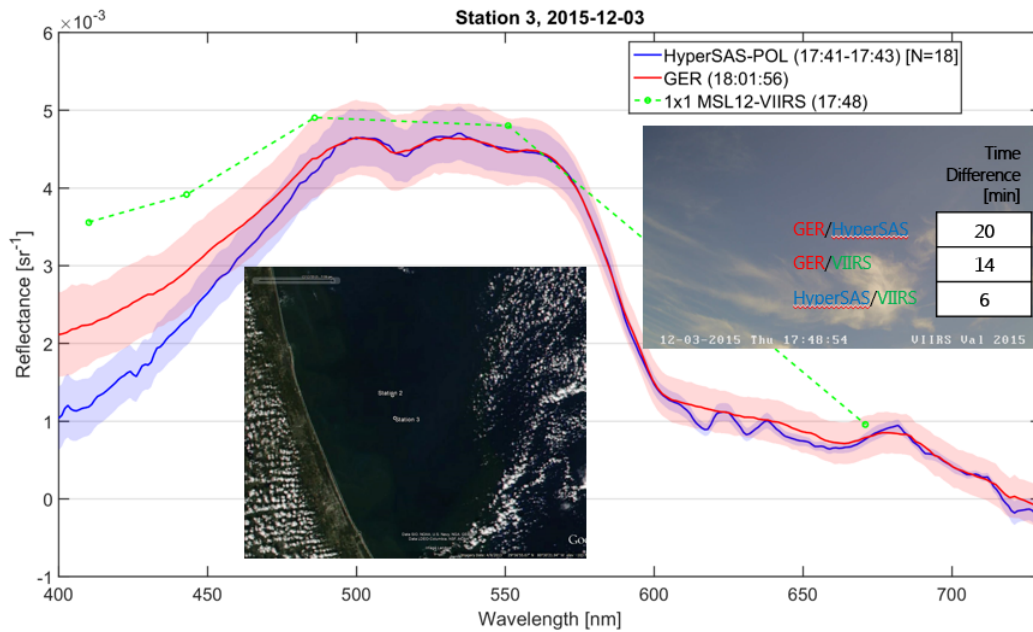 Station 3, 2015-12-03
×10⁻³
6
5
4
3
2
1
0
-1
Reflectance [sr⁻¹]
400
450
500
550
600
650
700
Wavelength [nm]
HyperSAS-POL (17:41-17:43) [N=18]
GER (18:01:56)
1x1 MSL12-VIIRS (17:48)
Time
Difference
[min]
GER/HyperSAS 20
GER/VIIRS 14
HyperSAS/VIIRS 6
12-03-2015 Thu 17:48:54 VIIRS Val 2015
Station 2
Station 3
Goo